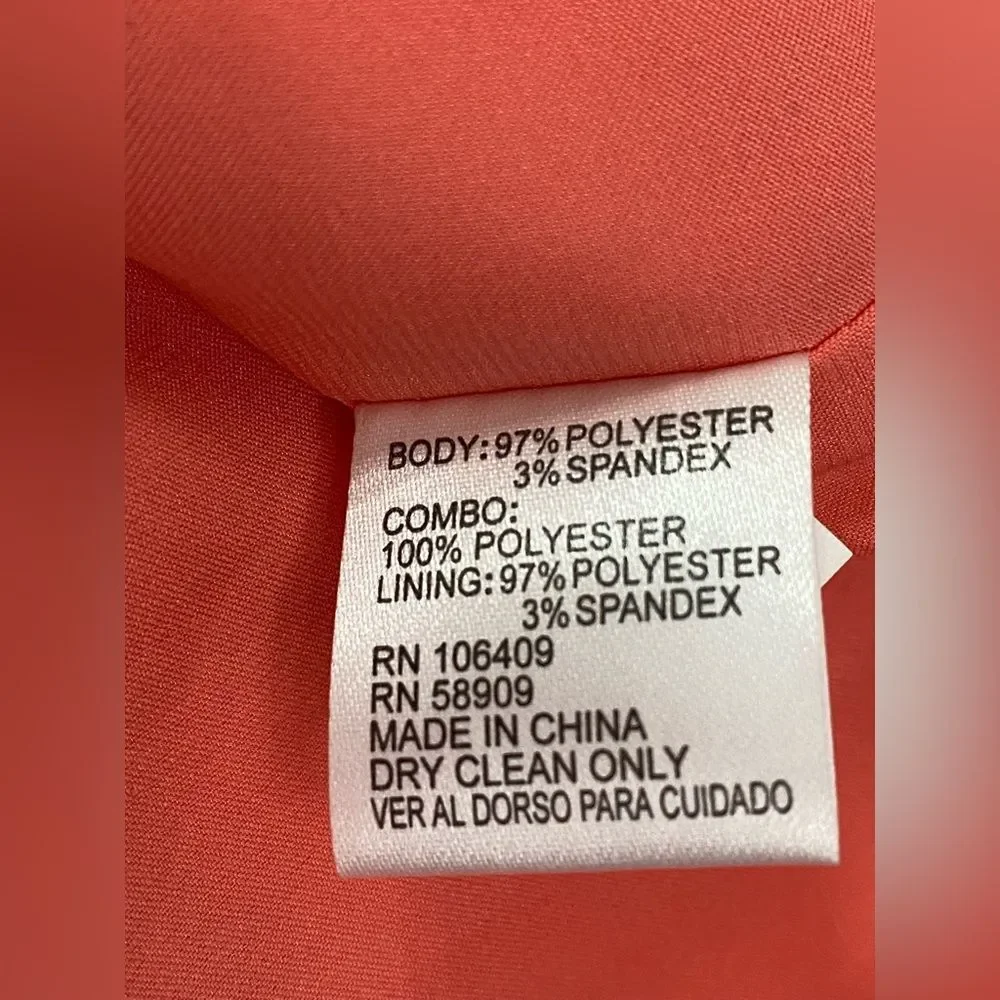 BODY: 97% POLYESTER
3% SPANDEX
COMBO:
100% POLYESTER
LINING: 97% POLYESTER
3% SPANDEX
RN 106409
RN 58909
MADE IN CHINA
DRY CLEAN ONLY
VER AL DORSO PARA CUIDADO